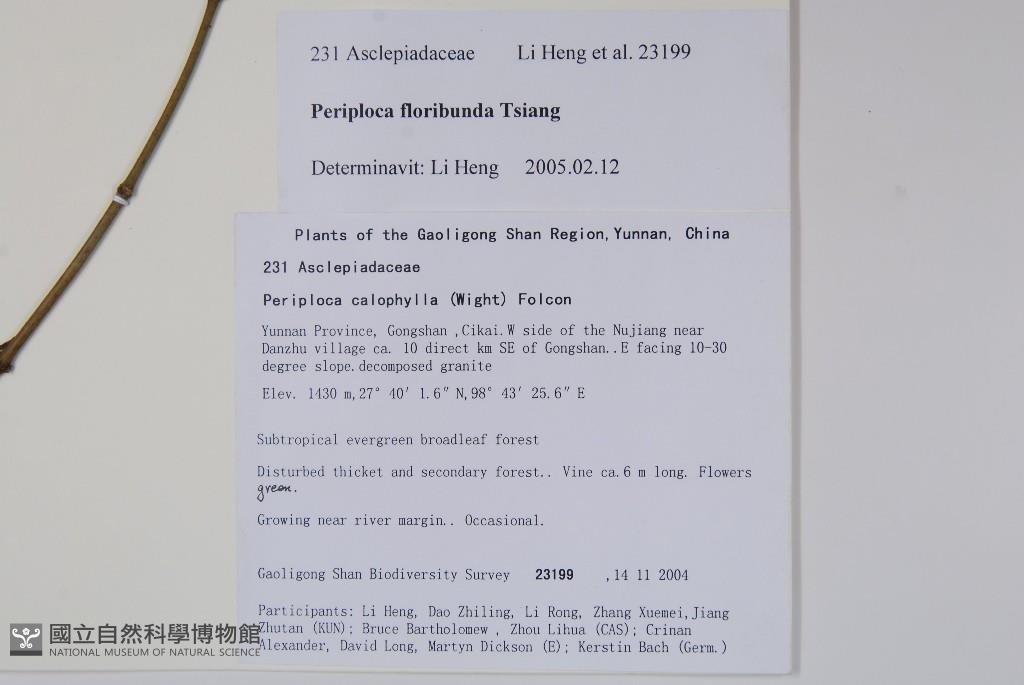 231 Asclepiadaceae Li Heng et al. 23199
Periploca floribunda Tsiang
Determinavit: Li Heng 2005.02.12
Plants of the Gaoligong Shan Region, Yunnan, China
231 Asclepiadaceae
Periploca calophylla (Wight) Folcon
Yunnan Province, Gongshan ,Cikai. W side of the Nujiang near
Danzhu village ca. 10 direct km SE of Gongshan..E facing 10-30
degree slope. decomposed granite
Elev. 1430 m, 27° 40′ 1.6″ N, 98° 43′ 25.6″ E
Subtropical evergreen broadleaf forest
Disturbed thicket and secondary forest.. Vine ca. 6 m long. Flowers
green.
Growing near river margin.. Occasional.
Gaoligong Shan Biodiversity Survey 23199 ,14 11 2004
Participants: Li Heng, Dao Zhiling, Li Rong, Zhang Xuemei, Jiang
Zhutan (KUN); Bruce Bartholomew , Zhou Lihua (CAS); Crinan
Alexander, David Long, Martyn Dickson (E); Kerstin Bach (Germ.)
國立自然科學博物館
NATIONAL MUSEUM OF NATURAL SCIENCE